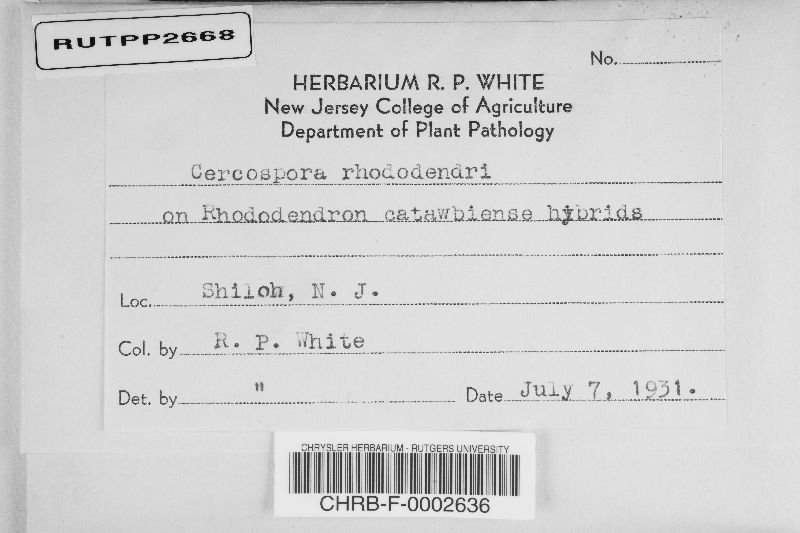 RUTPP2668
No.
HERBARIUM R. P. WHITE
New Jersey College of Agriculture
Department of Plant Pathology
Cercospora rhododendri
on Rhododendron catawbiense hybrids
Loc. Shiloh, N. J.
Col. by R. P. White
Det. by " Date July 7, 1931.
CHRYSLER HERBARIUM - RUTGERS UNIVERSITY
CHRB-F-0002636